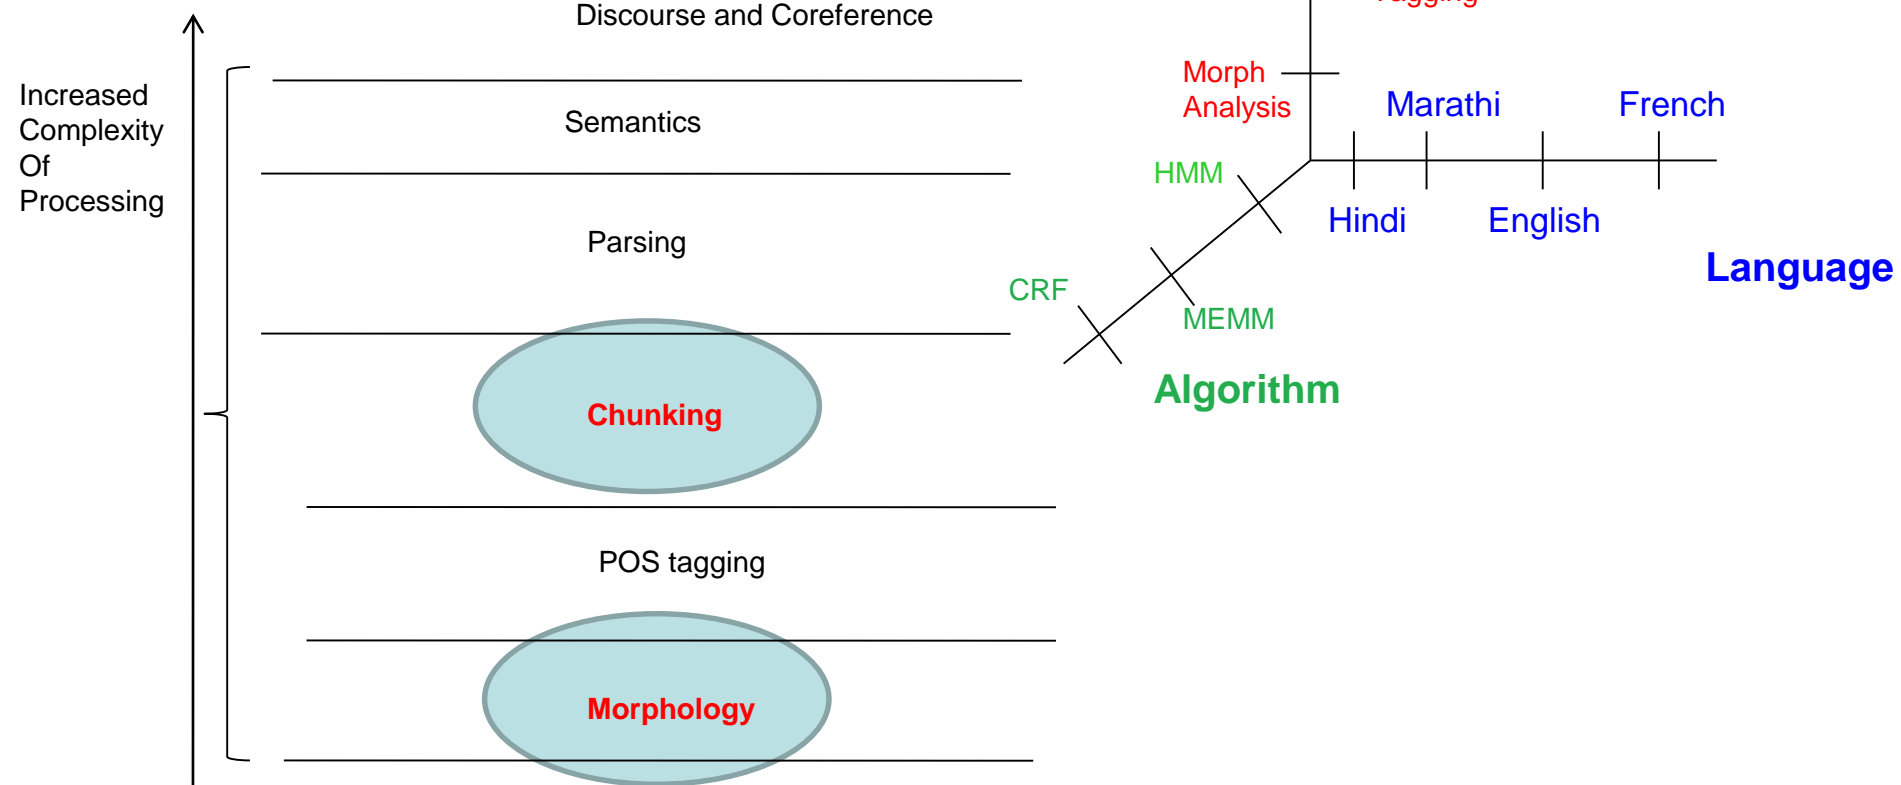 Discourse and Coreference
Increased
Complexity
Of
Processing
Semantics
Parsing
Chunking
POS tagging
Morphology
Morph
Analysis
Marathi
French
HMM
Hindi
English
Language
CRF
MEMM
Algorithm